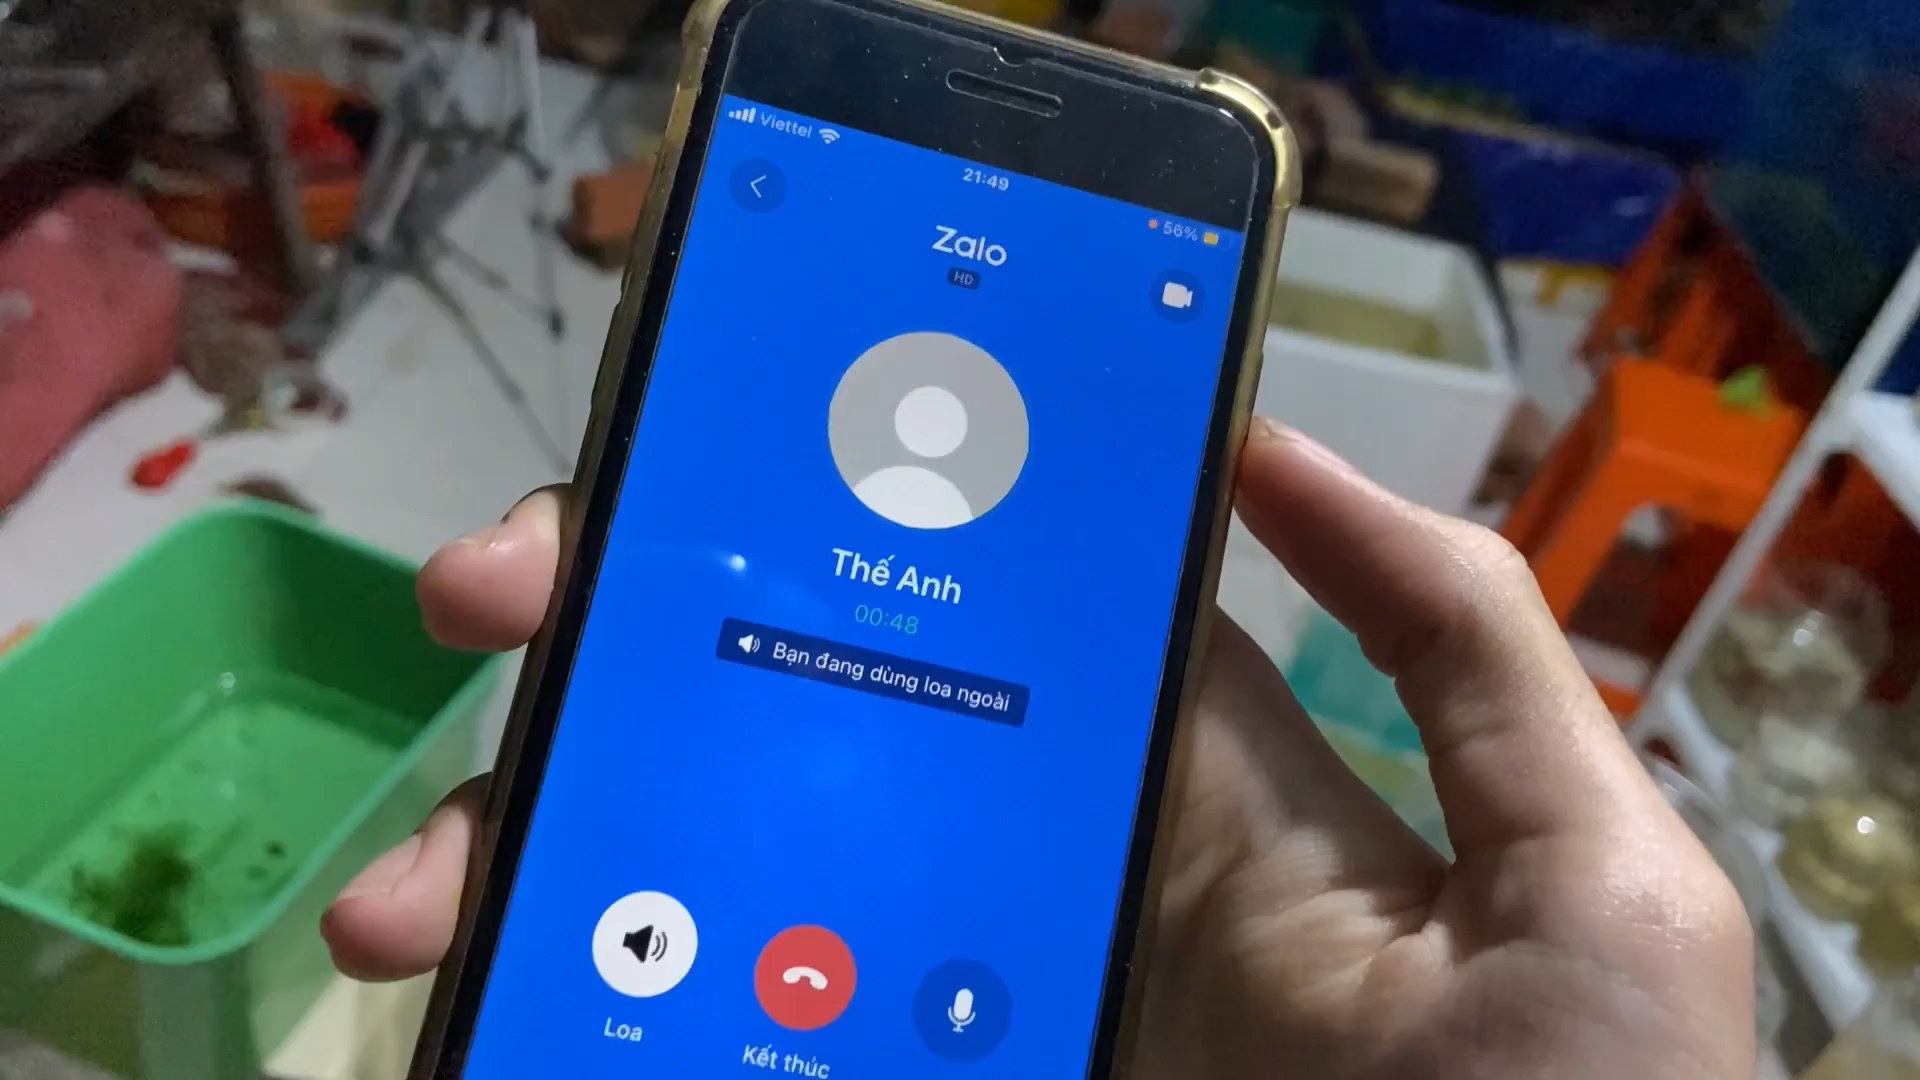 Viettel
21:49
56%
Zalo
HD
Thế Anh
00:48
Bạn đang dùng loa ngoài
Loa
Kết thúc